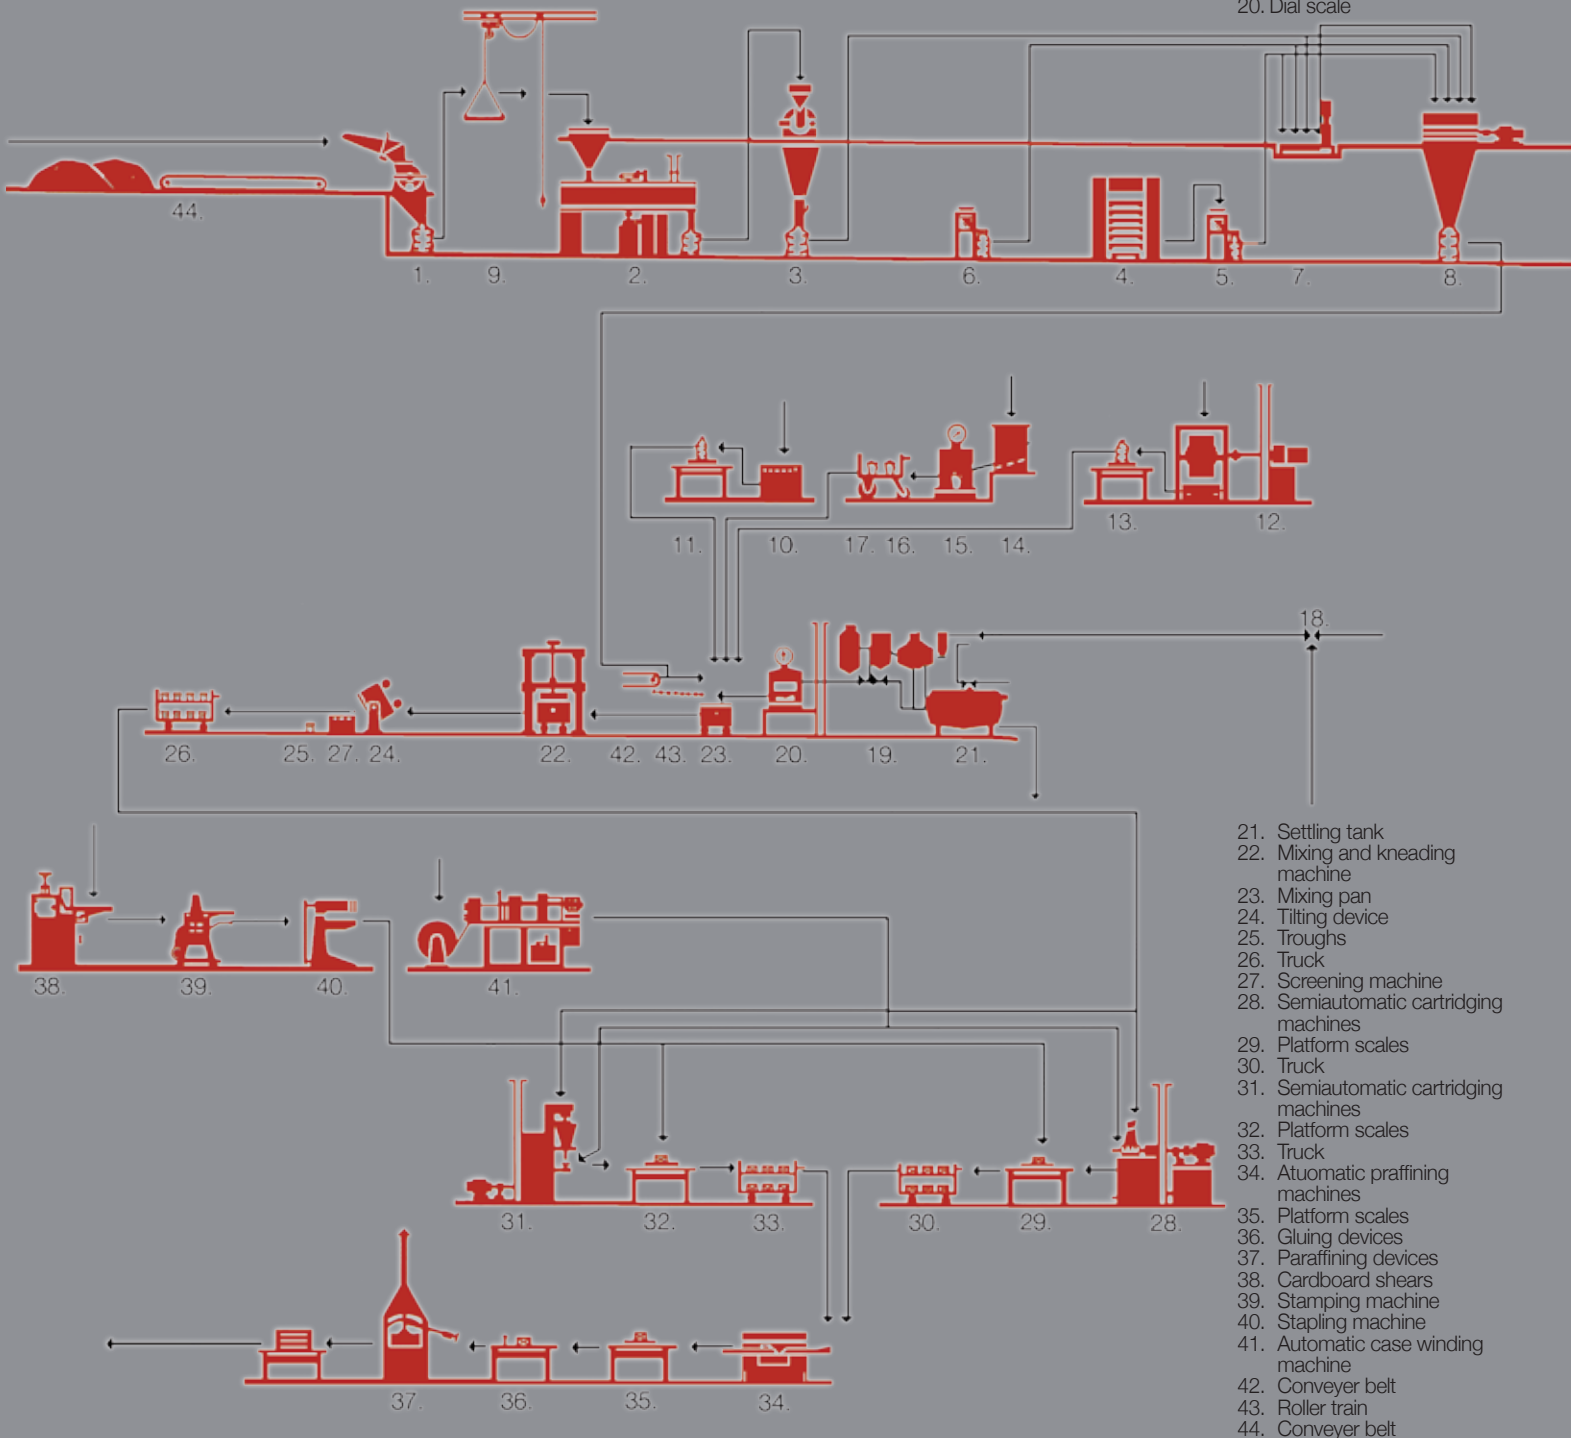 20. Dial scale
44.
1.
9.
2.
3.
6.
4.
5.
7.
8.
11.
10.
17.
16.
15.
14.
13.
12.
18.
26.
25.
27.
24.
22.
42.
43.
23.
20.
19.
21.
38.
39.
40.
41.
31.
32.
33.
30.
29.
28.
37.
36.
35.
34.
21. Settling tank
22. Mixing and kneading
machine
23. Mixing pan
24. Tilting device
25. Troughs
26. Truck
27. Screening machine
28. Semiautomatic cartridging
machines
29. Platform scales
30. Truck
31. Semiautomatic cartridging
machines
32. Platform scales
33. Truck
34. Atuomatic praffining
machines
35. Platform scales
36. Gluing devices
37. Paraffining devices
38. Cardboard shears
39. Stamping machine
40. Stapling machine
41. Automatic case winding
machine
42. Conveyer belt
43. Roller train
44. Conveyer belt